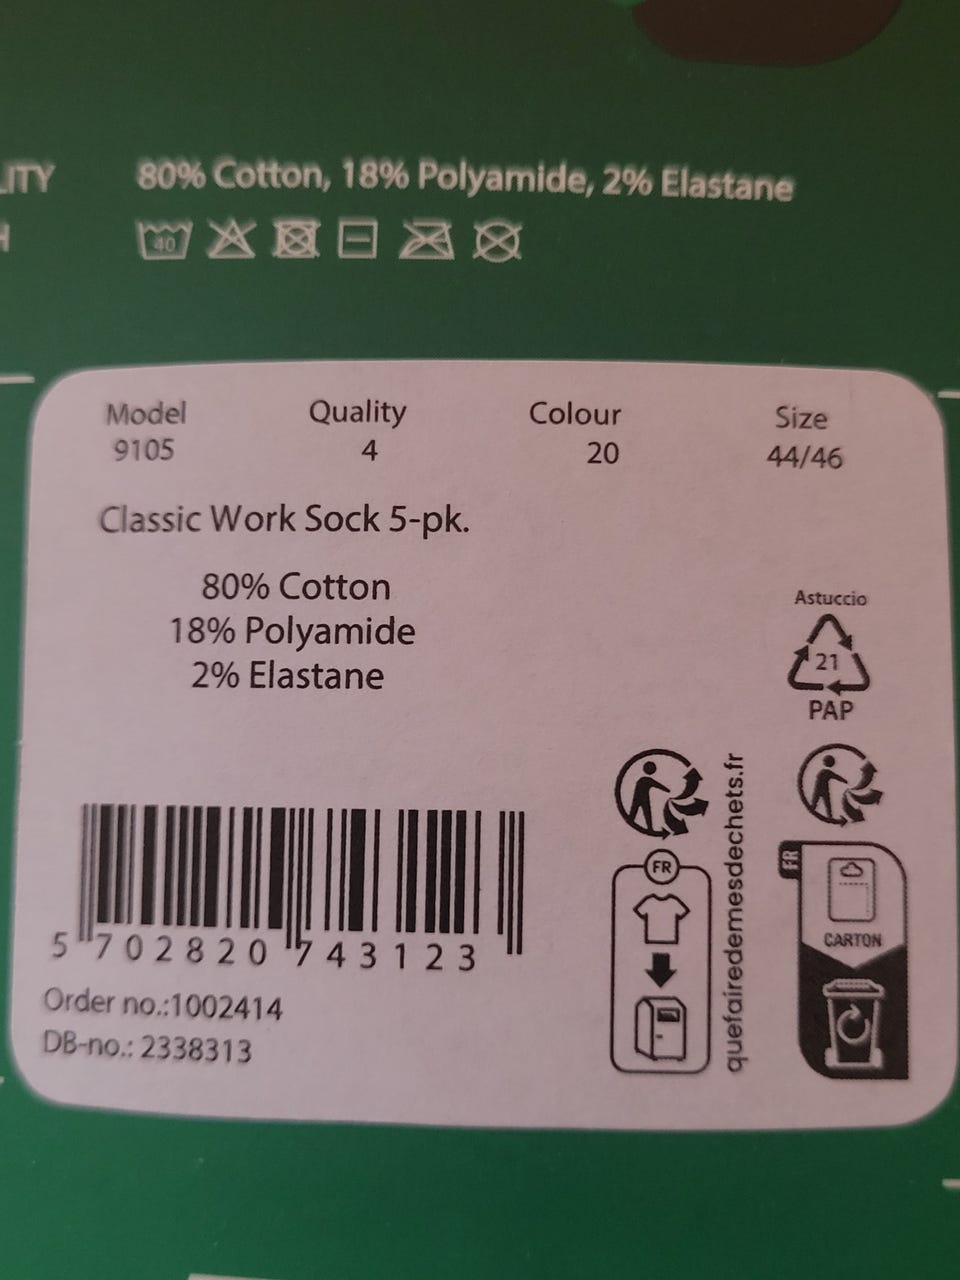 LITY 80% Cotton, 18% Polyamide, 2% Elastane
H 40
Model Quality Colour Size
9105 4 20 44/46
Classic Work Sock 5-pk.
80% Cotton
18% Polyamide
2% Elastane
Astuccio
21
PAP
5 702820 743123
Order no.:1002414
DB-no.: 2338313
FR
quefairedemesdechets.fr
FR
CARTON